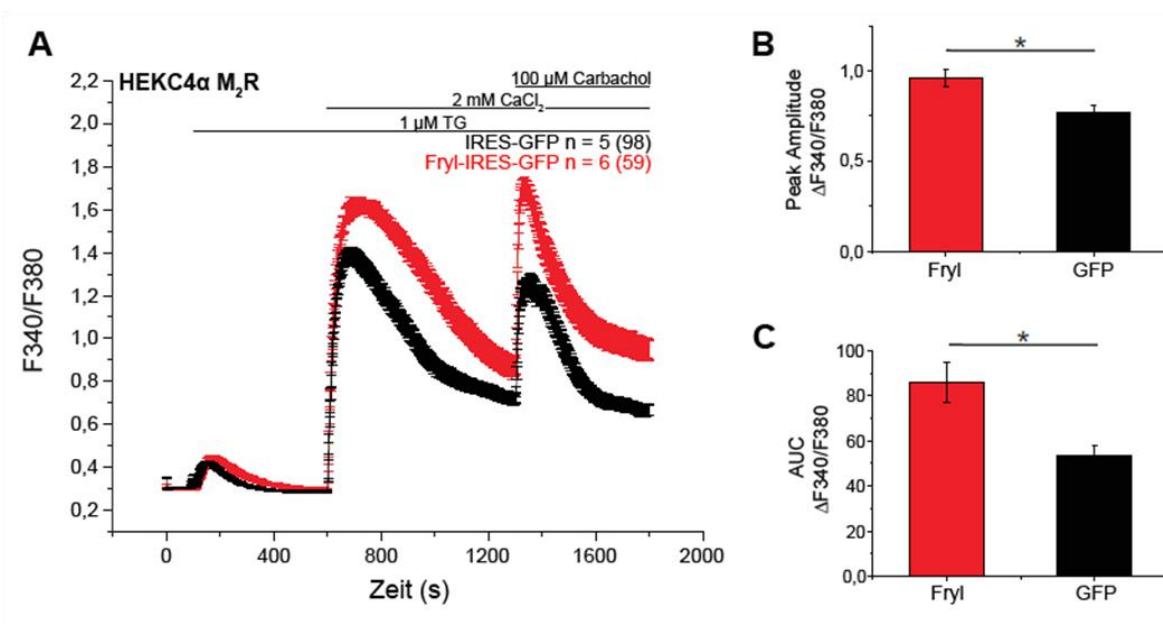 A
HEKC4α M₂R
100 µM Carbachol
2 mM CaCl₂
1 µM TG
IRES-GFP n = 5 (98)
Fryl-IRES-GFP n = 6 (59)
2,2
2,0
1,8
1,6
1,4
1,2
1,0
0,8
0,6
0,4
0,2
F340/F380
0 400 800 1200 1600 2000
Zeit (s)
B
*
1,0
0,5
0,0
Peak Amplitude
ΔF340/F380
Fryl GFP
C
*
100
80
60
40
20
0,0
AUC
ΔF340/F380
Fryl GFP